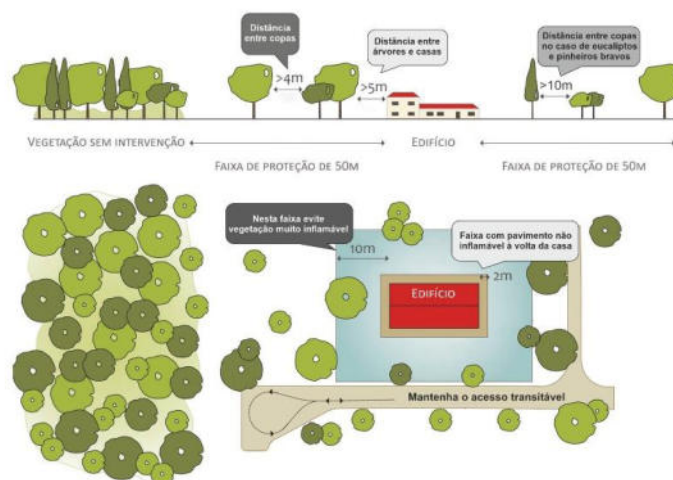 Distância
entre copas
Distância entre
árvores e casas
Distância entre copas
no caso de eucaliptos
e pinheiros bravos
>4m
>5m
>10m
VEGETAÇÃO SEM INTERVENÇÃO
EDIFÍCIO
FAIXA DE PROTEÇÃO DE 50M
FAIXA DE PROTEÇÃO DE 50M
Nesta faixa evite
vegetação muito inflamável
Faixa com pavimento não
inflamável à volta da casa
10m
2m
EDIFÍCIO
Mantenha o acesso transitável